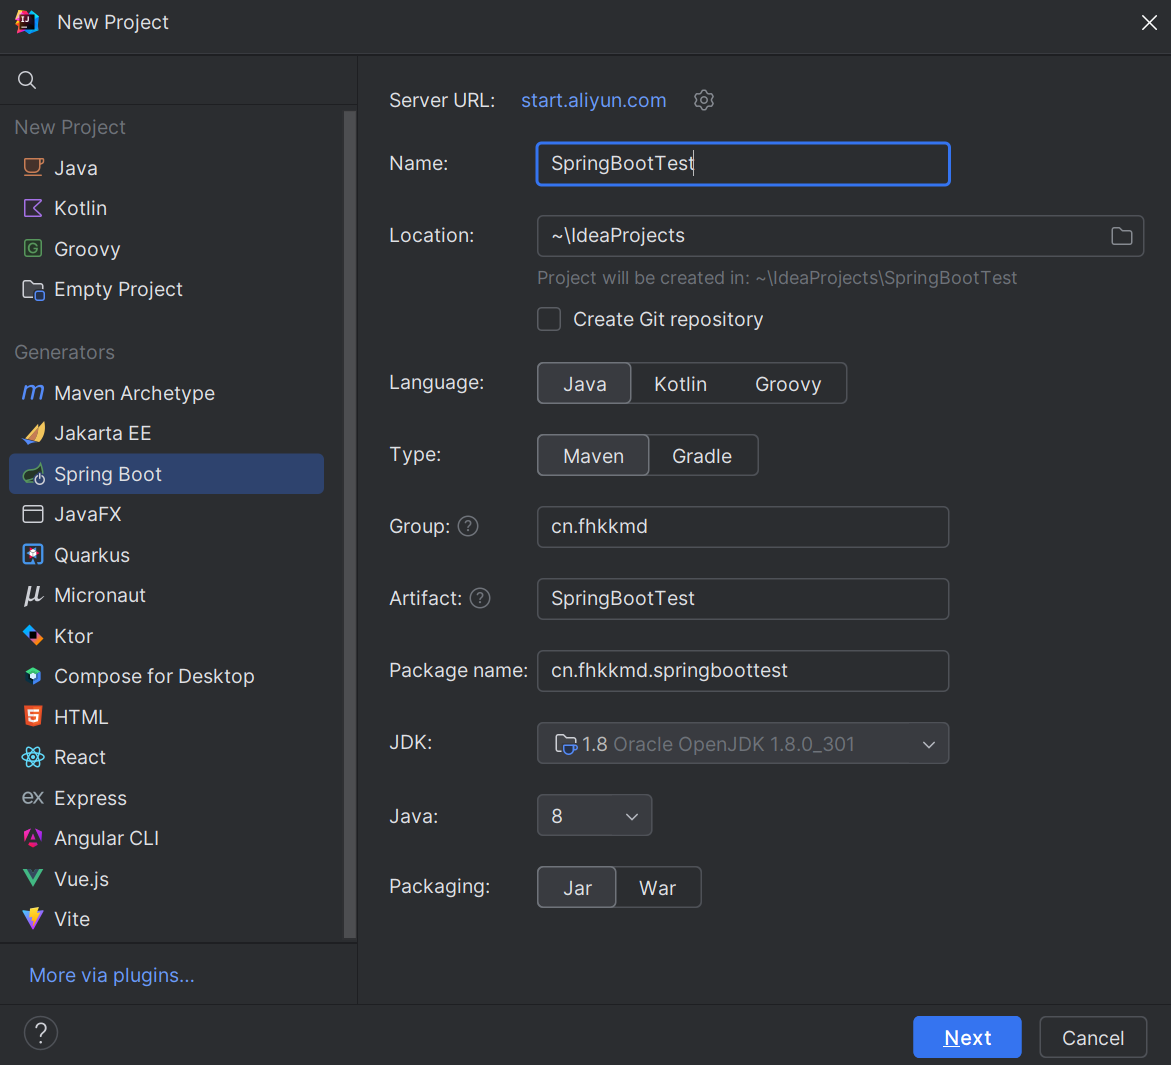 New Project
New Project
Java
Kotlin
Groovy
Empty Project
Generators
Maven Archetype
Jakarta EE
Spring Boot
JavaFX
Quarkus
Micronaut
Ktor
Compose for Desktop
HTML
React
Express
Angular CLI
Vue.js
Vite
More via plugins...
Server URL: start.aliyun.com
Name: SpringBootTest
Location: ~\IdeaProjects
Project will be created in: ~\IdeaProjects\SpringBootTest
Create Git repository
Language: Java Kotlin Groovy
Type: Maven Gradle
Group: ? cn.fhkkmd
Artifact: ? SpringBootTest
Package name: cn.fhkkmd.springboottest
JDK: 1.8 Oracle OpenJDK 1.8.0_301
Java: 8
Packaging: Jar War
? Next Cancel